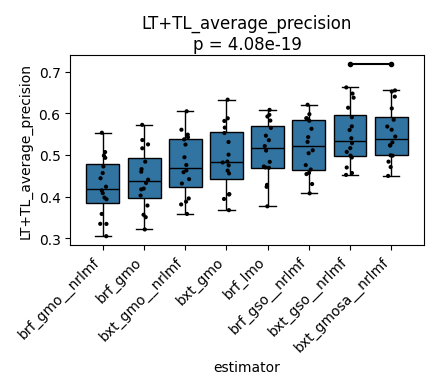 LT+TL_average_precision
p = 4.08e-19
LT+TL_average_precision
0.7
0.6
0.5
0.4
0.3
brf_gmo__nrlmf
brf_gmo
bxt_gmo__nrlmf
bxt_gmo
brf_lmo
brf_gso__nrlmf
bxt_gso__nrlmf
bxt_gmosa__nrlmf
estimator